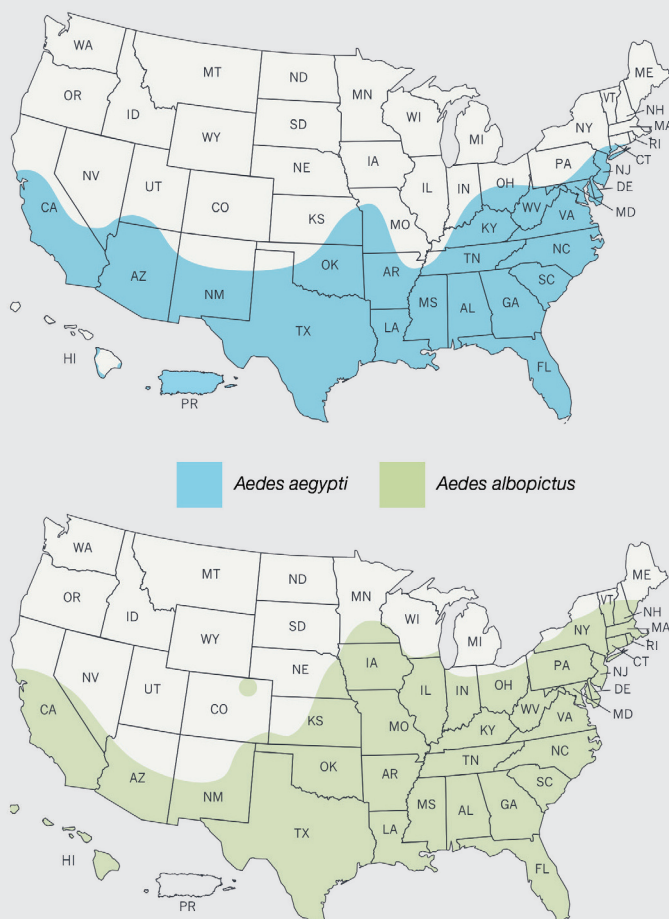 WA
MT
ND
MN
ME
VT
NH
MA
OR
ID
SD
WI
NY
RI
WY
MI
CT
IA
PA
NJ
NE
NV
OH
DE
UT
IL
IN
MD
CO
CA
KS
MO
WV
VA
KY
NC
OK
TN
AZ
AR
NM
SC
MS
AL
GA
TX
LA
HI
FL
PR
Aedes aegypti
Aedes albopictus
WA
MT
ND
ME
MN
VT
NH
OR
MA
ID
SD
WI
NY
RI
MI
WY
CT
IA
PA
NJ
NE
NV
OH
DE
UT
IL
IN
MD
CO
CA
KS
MO
WV
VA
KY
NC
OK
TN
AZ
AR
NM
SC
MS
AL
GA
TX
LA
HI
FL
PR